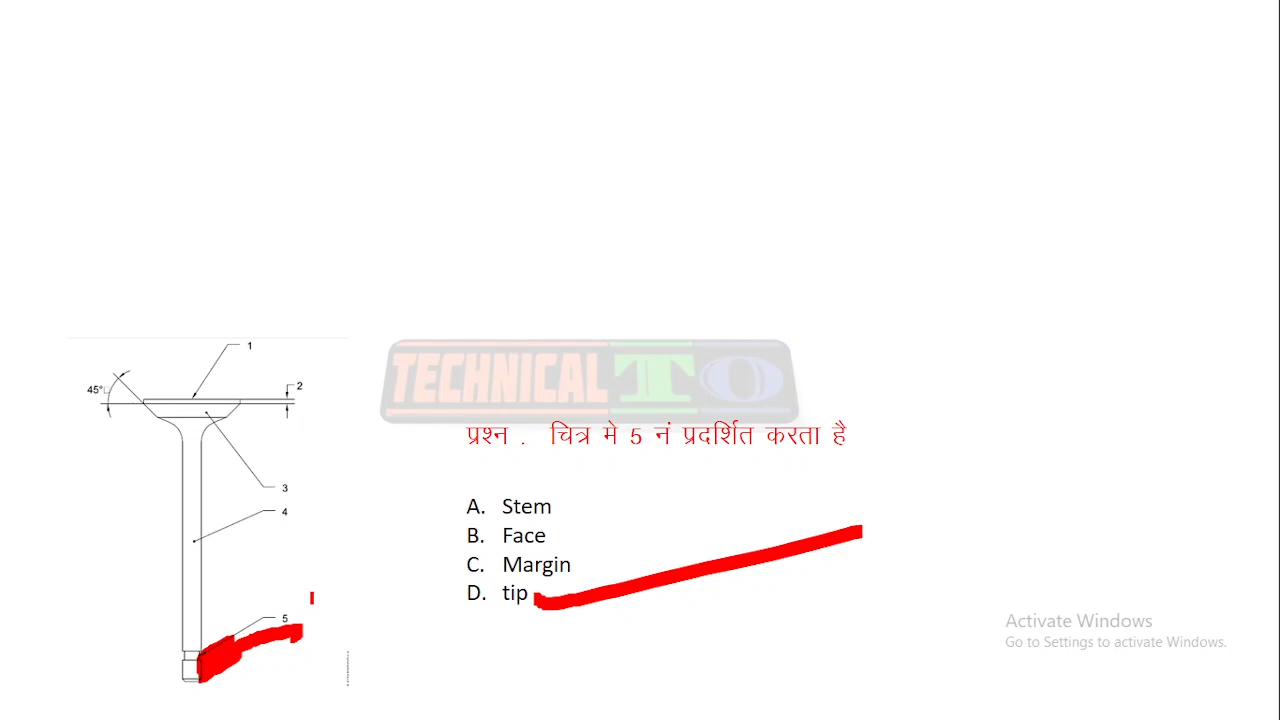 1
2
45°
TECHNICAL TO
प्रश्न . चित्र मे 5 नं प्रदर्शित करता है
3
A. Stem
4
B. Face
C. Margin
D. tip
5
Activate Windows
Go to Settings to activate Windows.